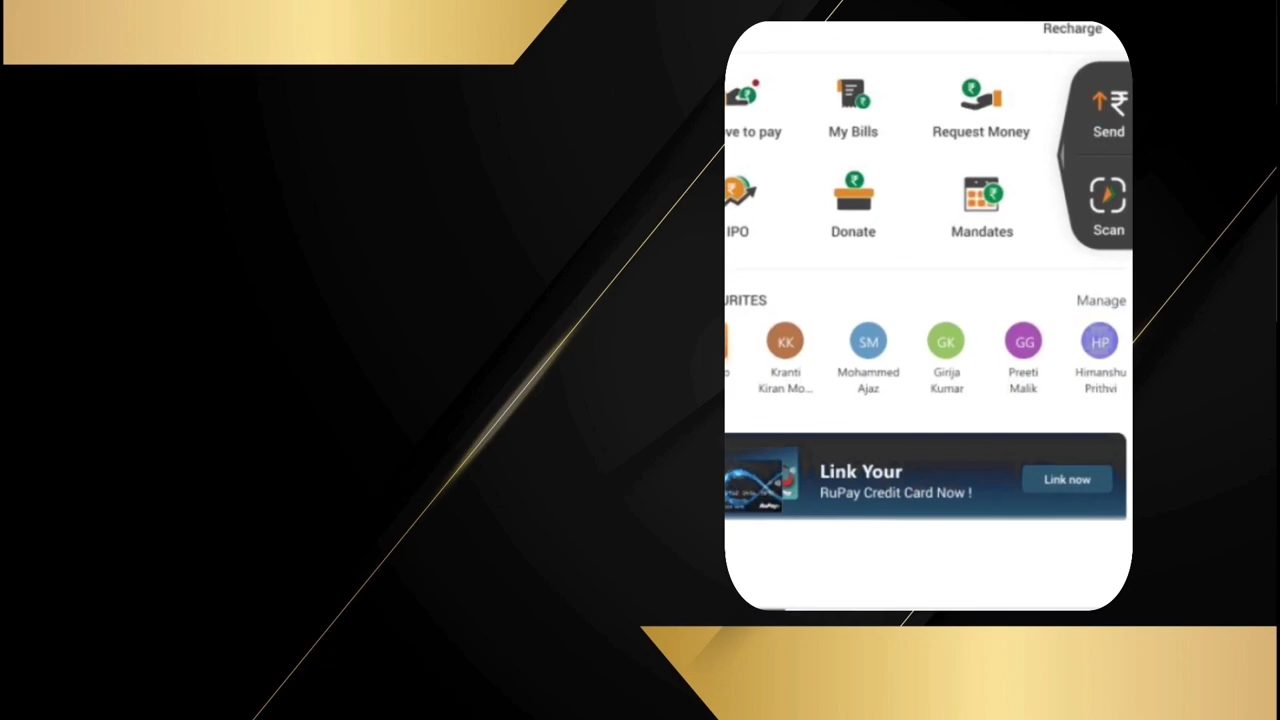 Recharge
ve to pay
My Bills
Request Money
Send
IPO
Donate
Mandates
Scan
URITES
Manage
KK
SM
GK
GG
HP
Kranti
Kiran Mo...
Mohammed
Ajaz
Girija
Kumar
Preeti
Malik
Himanshu
Prithvi
Link Your
RuPay Credit Card Now !
Link now
RuPay